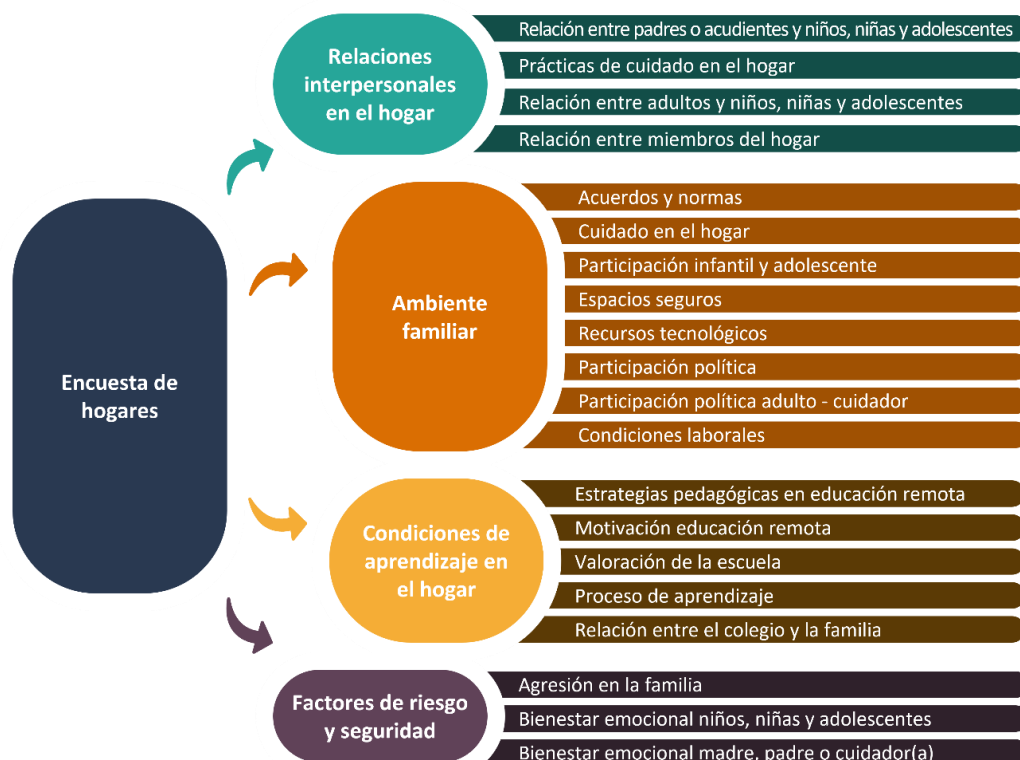 Encuesta de
hogares
Relaciones
interpersonales
en el hogar
Relación entre padres o acudientes y niños, niñas y adolescentes
Prácticas de cuidado en el hogar
Relación entre adultos y niños, niñas y adolescentes
Relación entre miembros del hogar
Ambiente
familiar
Acuerdos y normas
Cuidado en el hogar
Participación infantil y adolescente
Espacios seguros
Recursos tecnológicos
Participación política
Participación política adulto - cuidador
Condiciones laborales
Condiciones de
aprendizaje en
el hogar
Estrategias pedagógicas en educación remota
Motivación educación remota
Valoración de la escuela
Proceso de aprendizaje
Relación entre el colegio y la familia
Factores de riesgo
y seguridad
Agresión en la familia
Bienestar emocional niños, niñas y adolescentes
Bienestar emocional madre, padre o cuidador(a)